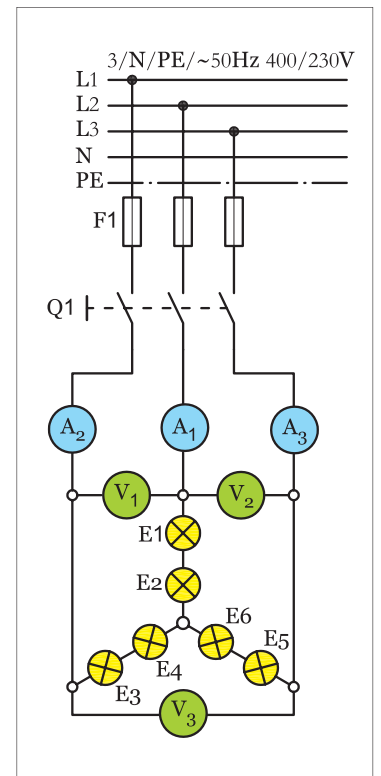 3/N/PE/~50Hz 400/230V
L1
L2
L3
N
PE
F1
Q1
A2 A1 A3
V1 V2
E1
E2
E6
E5
E4
E3
V3